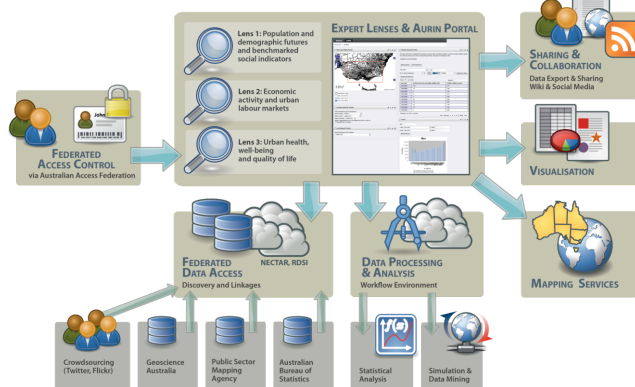 EXPERT LENSES & AURIN PORTAL
Lens 1: Population and
demographic futures
and benchmarked
social indicators
Lens 2: Economic
activity and urban
labour markets
Lens 3: Urban health,
well-being
and quality of life
John
FEDERATED
ACCESS CONTROL
via Australian Access Federation
SHARING &
COLLABORATION
Data Export & Sharing
Wiki & Social Media
VISUALISATION
MAPPING SERVICES
FEDERATED
DATA ACCESS
Discovery and Linkages
NECTAR, RDSI
DATA PROCESSING
& ANALYSIS
Workflow Environment
Crowdsourcing
(Twitter, Flickr)
Geoscience
Australia
Public Sector
Mapping
Agency
Australian
Bureau of
Statistics
f(x)
Statistical
Analysis
Simulation &
Data Mining